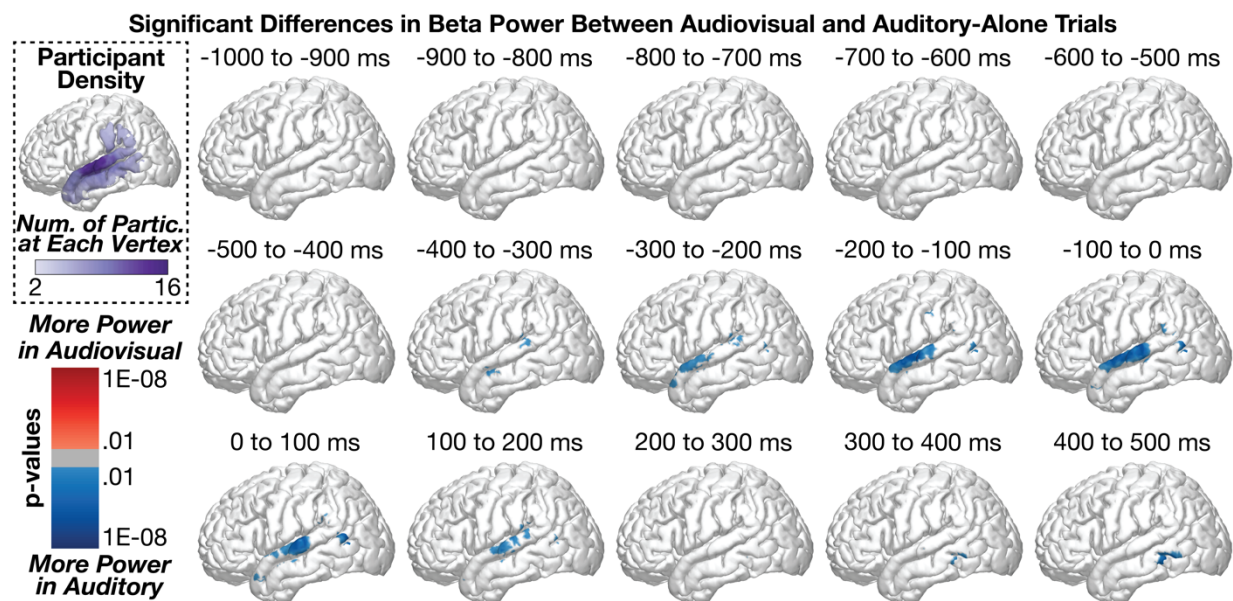 Significant Differences in Beta Power Between Audiovisual and Auditory-Alone Trials
Participant
Density
Num. of Partic.
at Each Vertex
2 16
-1000 to -900 ms
-900 to -800 ms
-800 to -700 ms
-700 to -600 ms
-600 to -500 ms
-500 to -400 ms
-400 to -300 ms
-300 to -200 ms
-200 to -100 ms
-100 to 0 ms
More Power
in Audiovisual
p-values
1E-08
.01
.01
1E-08
More Power
in Auditory
0 to 100 ms
100 to 200 ms
200 to 300 ms
300 to 400 ms
400 to 500 ms